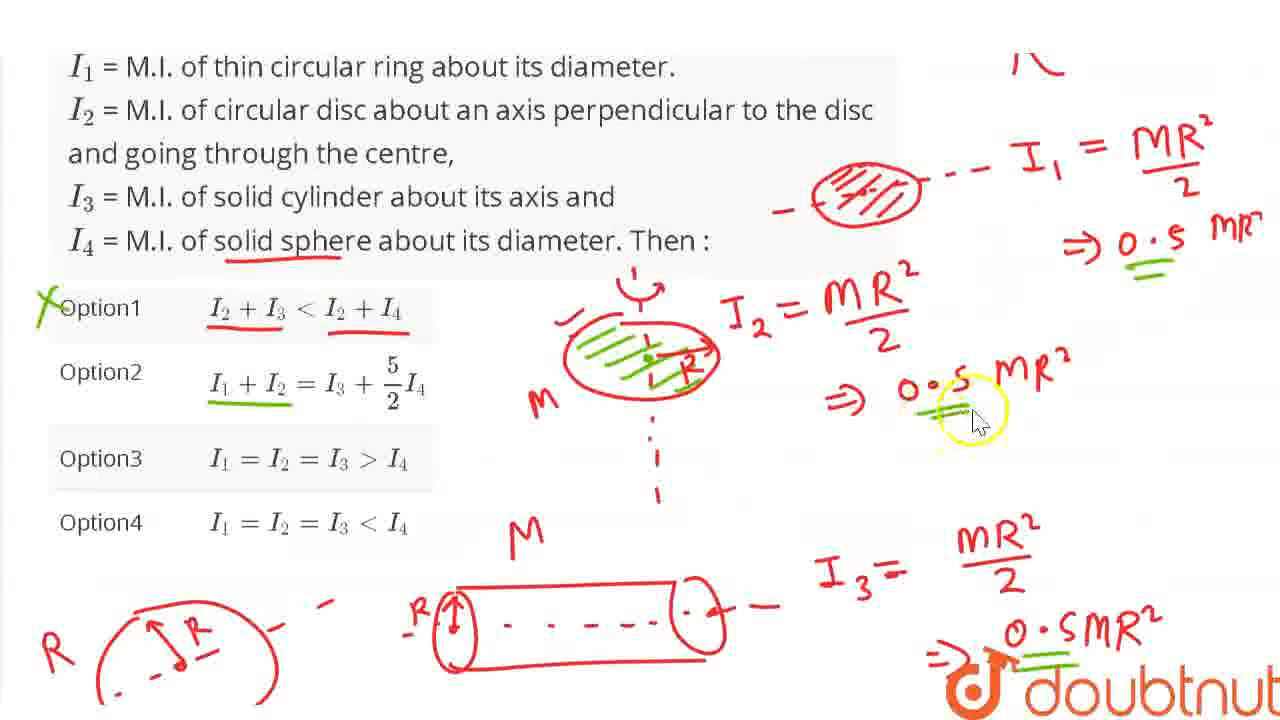 I₁ = M.I. of thin circular ring about its diameter.
I₂ = M.I. of circular disc about an axis perpendicular to the disc
and going through the centre,
I₃ = M.I. of solid cylinder about its axis and
I₄ = M.I. of solid sphere about its diameter. Then :
Option1 I₂ + I₃ < I₂ + I₄
Option2 I₁ + I₂ = I₃ + 5/2 I₄
Option3 I₁ = I₂ = I₃ > I₄
Option4 I₁ = I₂ = I₃ < I₄
I₁ = MR²/2
⇒ 0.5 MR²
I₂ = MR²/2
R
M
⇒ 0.5 MR²
M
R
I₃ = MR²/2
⇒ 0.5MR²
R
R
doubtnut